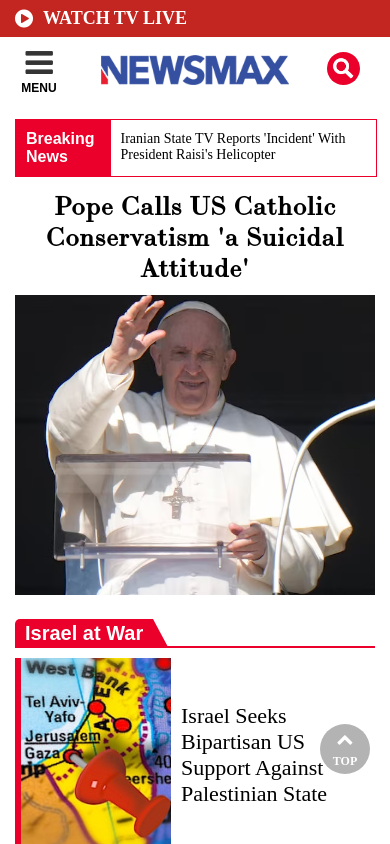 WATCH TV LIVE
MENU
NEWSMAX
Breaking
News
Iranian State TV Reports 'Incident' With
President Raisi's Helicopter
Pope Calls US Catholic
Conservatism 'a Suicidal
Attitude'
Israel at War
West Bank
Tel Aviv-
Yafo
Jerusalem
Gaza
Israel Seeks
Bipartisan US
Support Against
Palestinian State
TOP